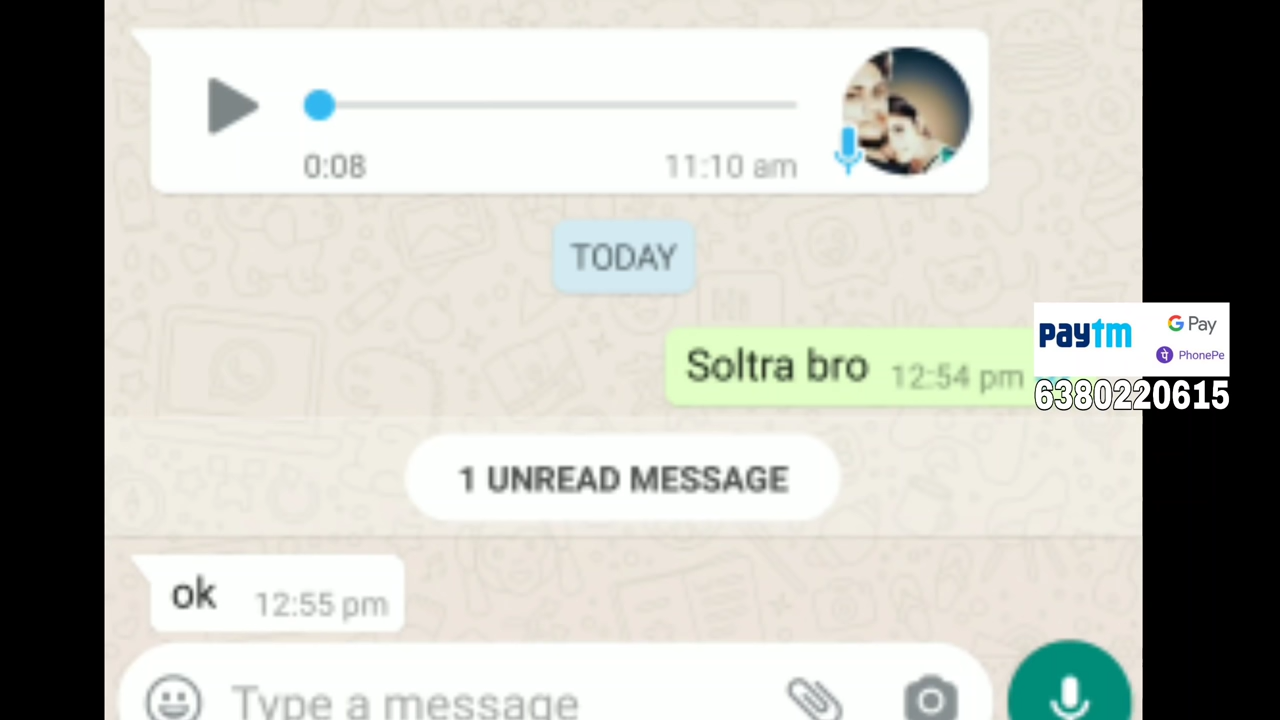 0:08 11:10 am
TODAY
Soltra bro 12:54 pm
paytm G Pay
PhonePe
6380220615
1 UNREAD MESSAGE
ok 12:55 pm
Type a message